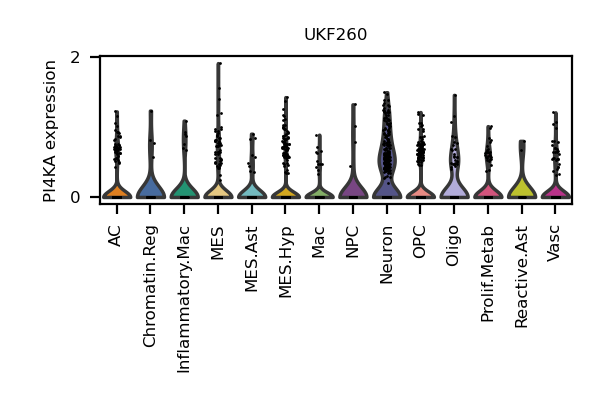 UKF260
PI4KA expression
2
0
AC
Chromatin.Reg
Inflammatory.Mac
MES
MES.Ast
MES.Hyp
Mac
NPC
Neuron
OPC
Oligo
Prolif.Metab
Reactive.Ast
Vasc